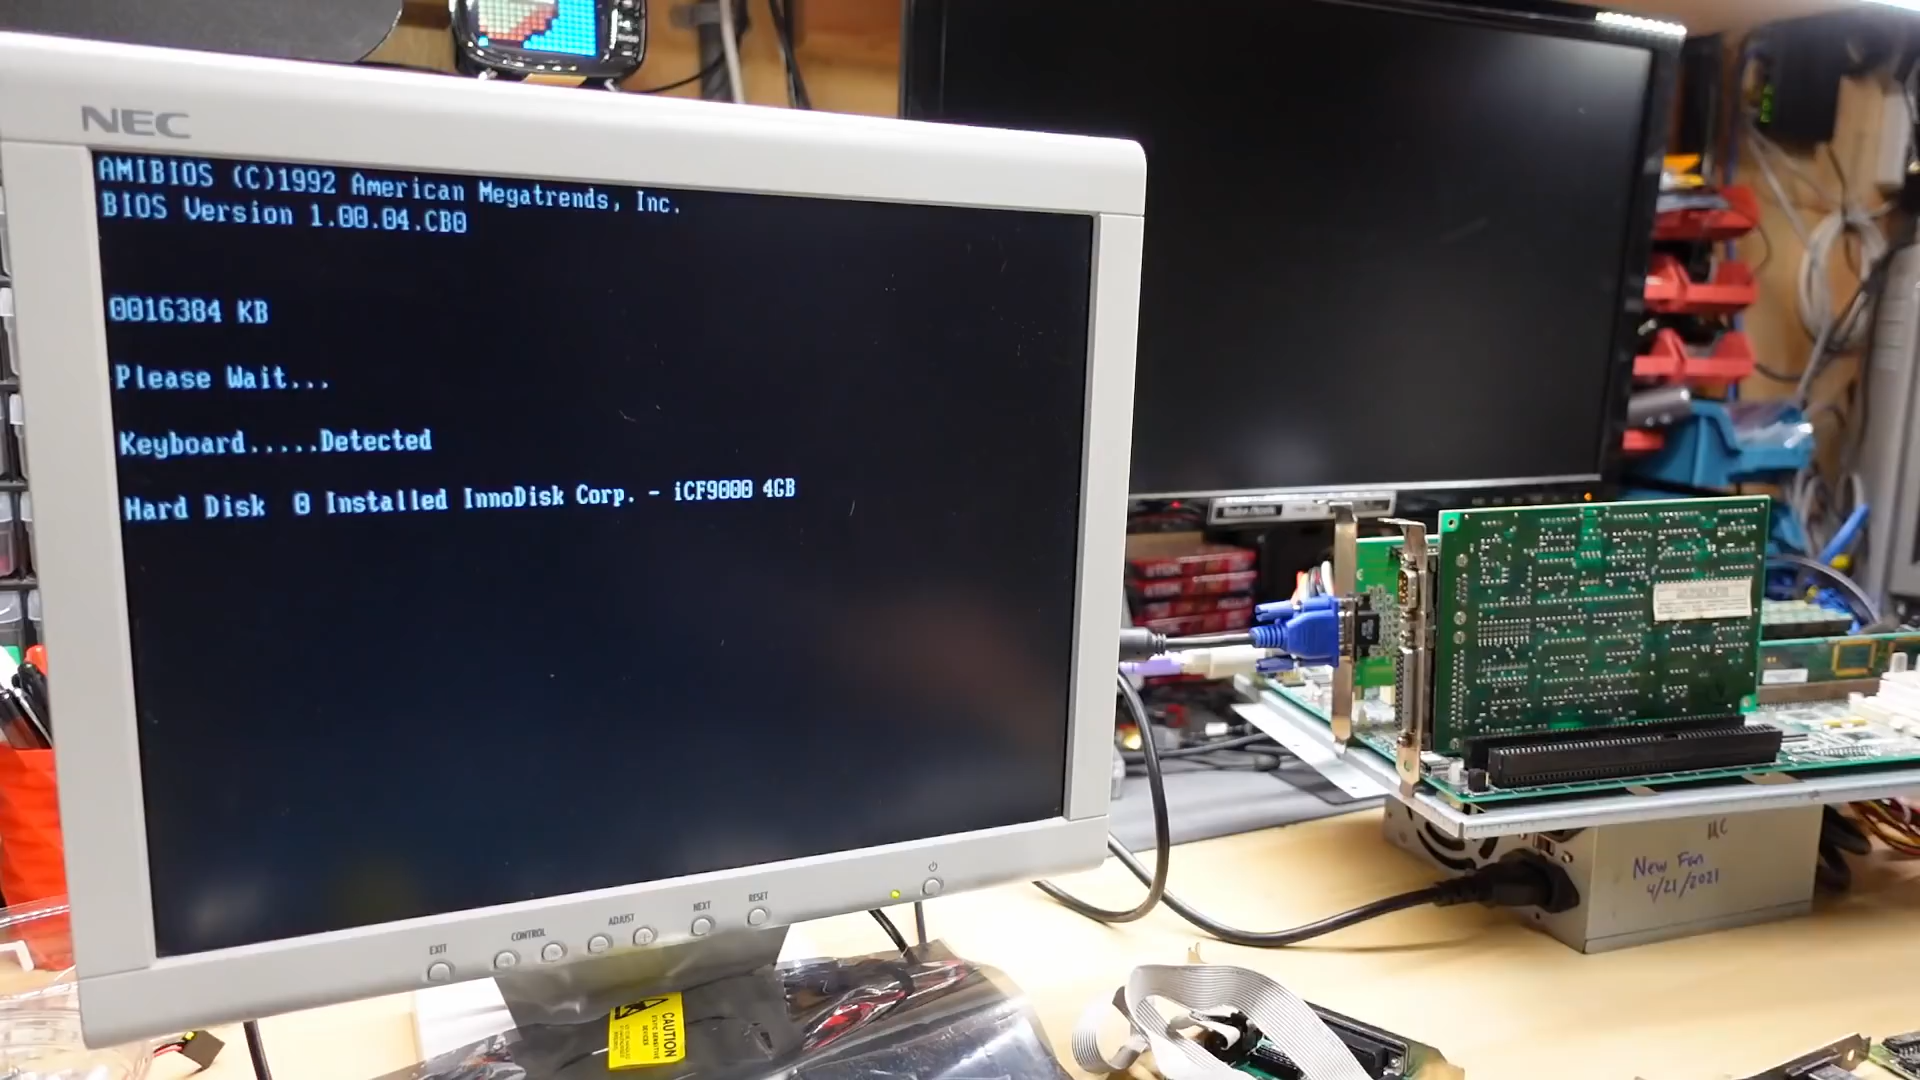 NEC
AMIBIOS (C)1992 American Megatrends, Inc.
BIOS Version 1.00.04.CB0
0016384 KB
Please Wait...
Keyboard.....Detected
Hard Disk  0 Installed InnoDisk Corp. - iCF9000 4GB
EXIT
CONTROL
ADJUST
NEXT
RESET
UC
New Fan
4/21/2021
CAUTION